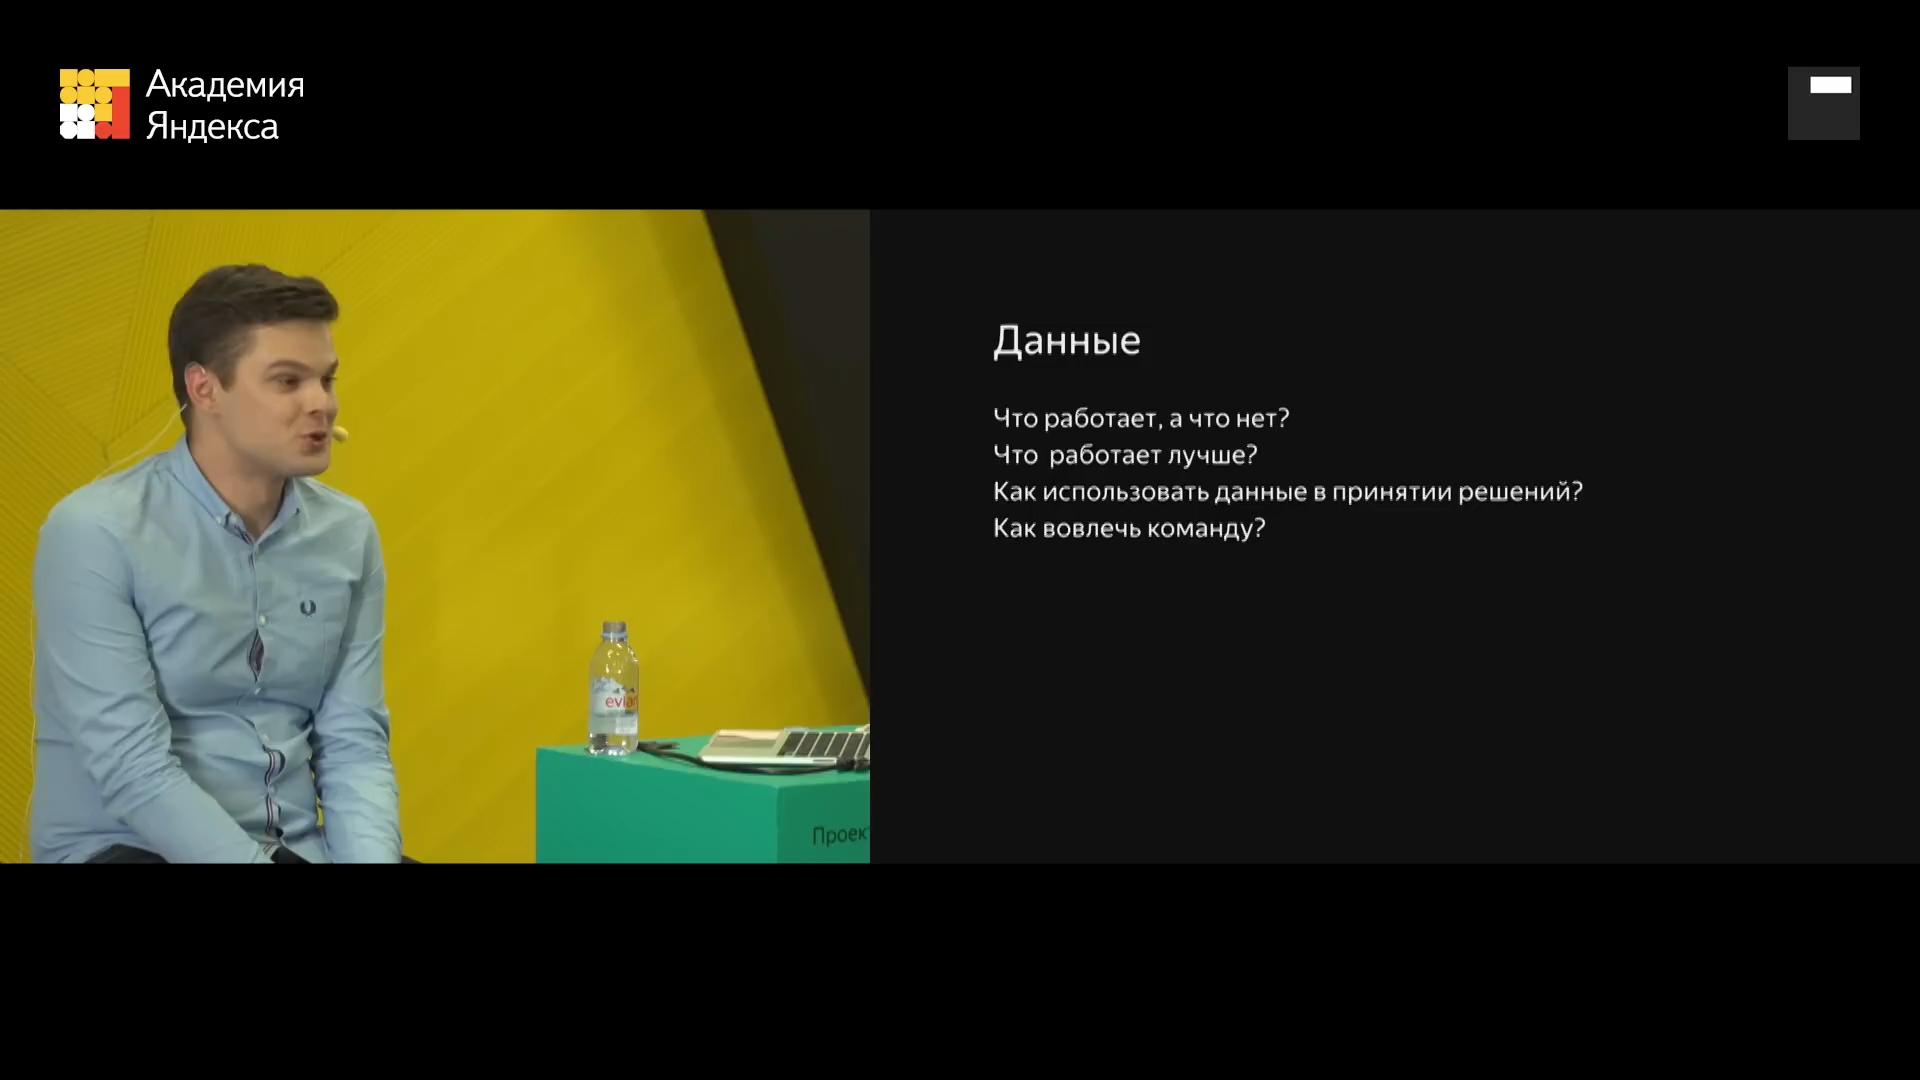 Академия
Яндекса
Данные
Что работает, а что нет?
Что  работает лучше?
Как использовать данные в принятии решений?
Как вовлечь команду?
evian
Проек